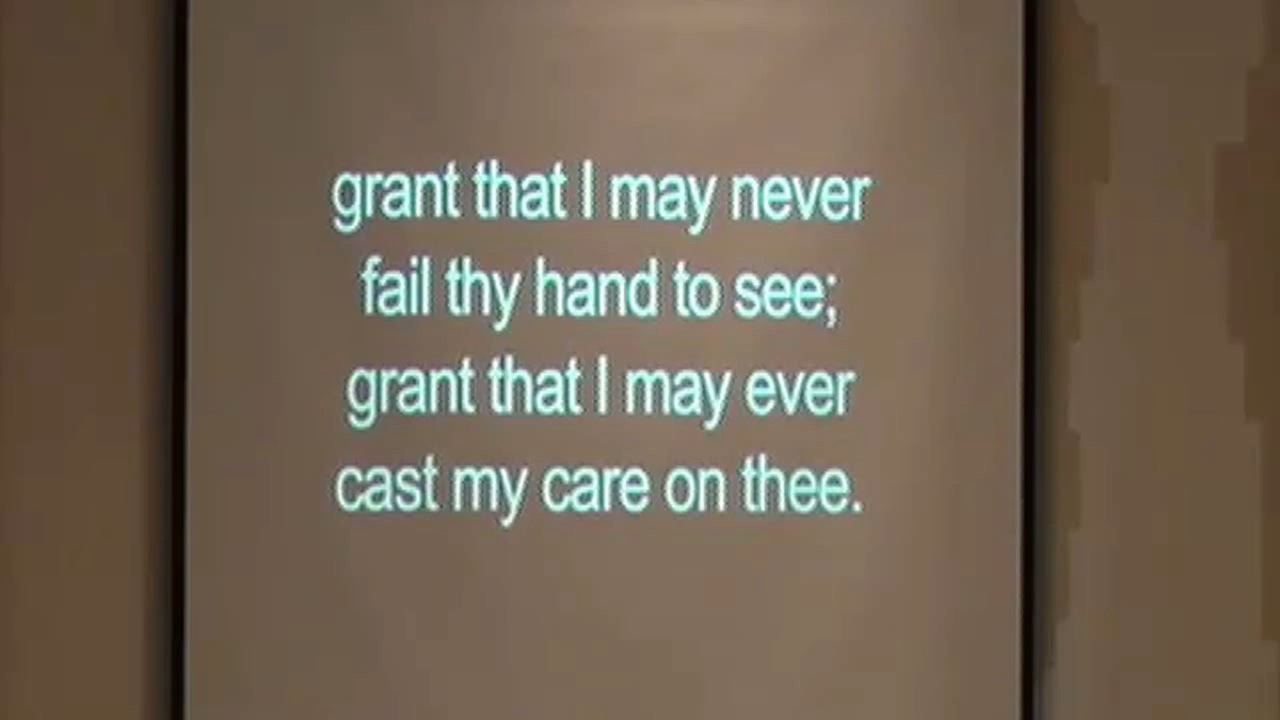 grant that I may never
fail thy hand to see;
grant that I may ever
cast my care on thee.